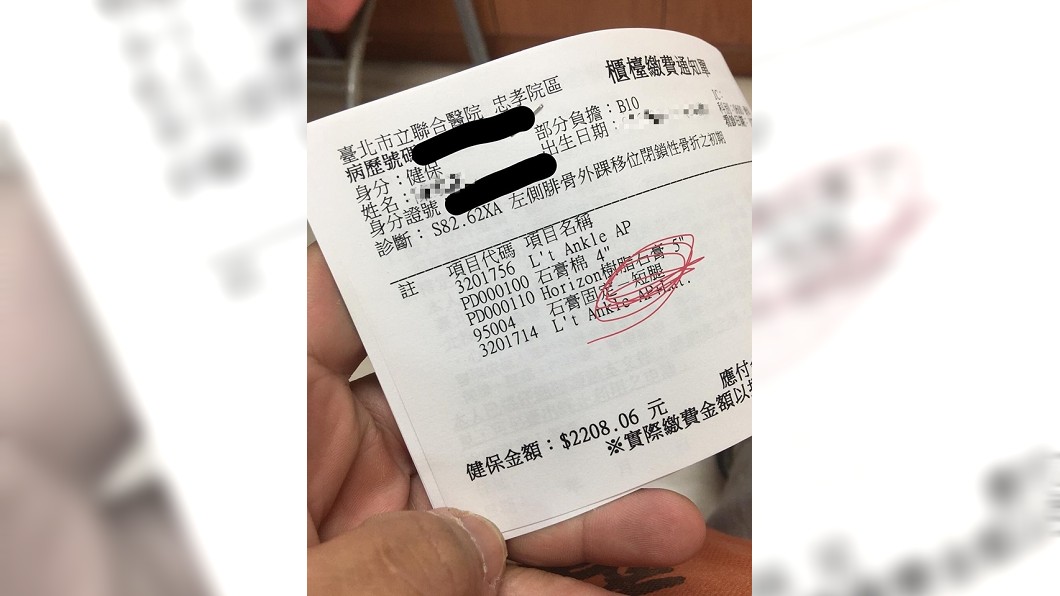 櫃檯繳費通知單
臺北市立聯合醫院 忠孝院區
病歷號碼
部分負擔：B10
身分：健保
出生日期：
姓名：
身分證號
診斷：S82.62XA 左側腓骨外踝移位閉鎖性骨折之初期
註 項目代碼 項目名稱
3201756 L't Ankle AP
PD000100 石膏棉 4"
PD000110 Horizon樹脂石膏 5"
95004 石膏固定 — 短腿
3201714 L't Ankle AP
應付
健保金額：$2208.06 元
※實際繳費金額以